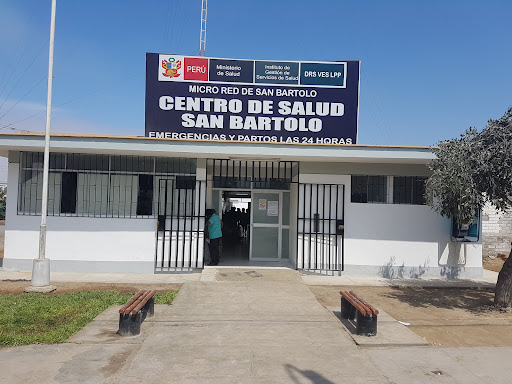 PERÚ
Ministerio
de Salud
Instituto de
Gestión de
Servicios de Salud
DRS VES LPP
MICRO RED DE SAN BARTOLO
CENTRO DE SALUD
SAN BARTOLO
EMERGENCIAS Y PARTOS LAS 24 HORAS